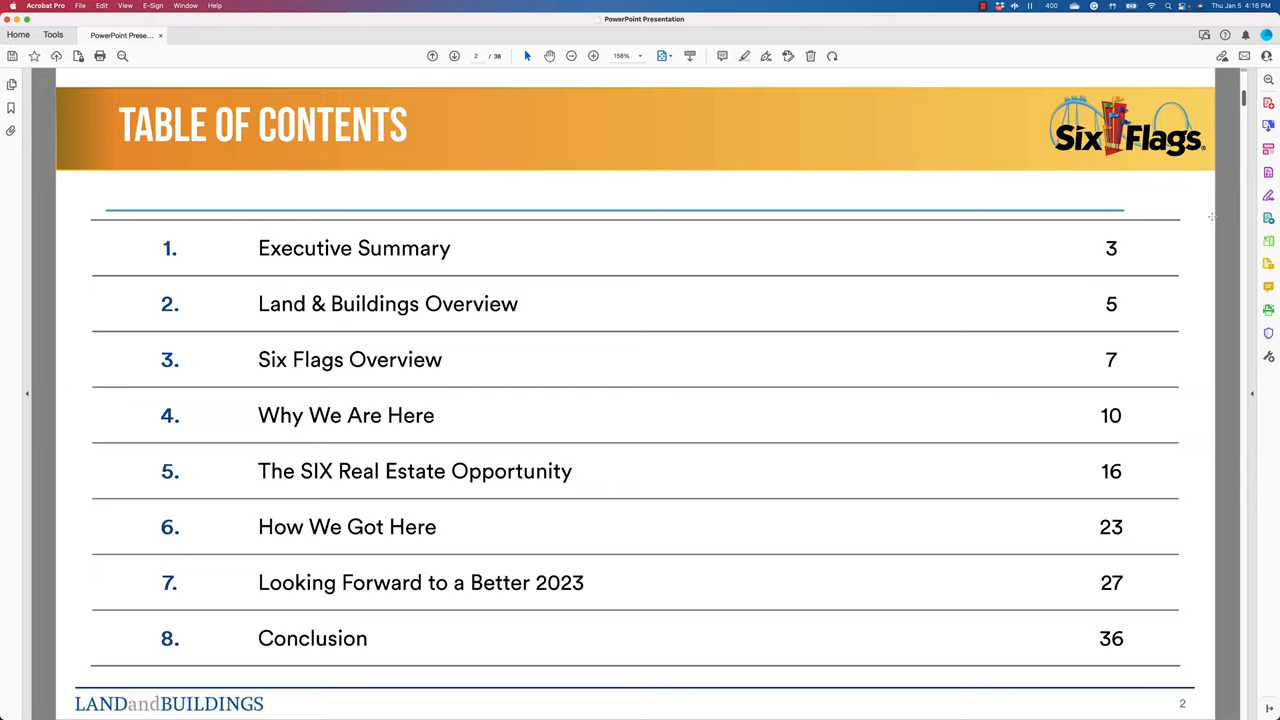 Acrobat Pro File Edit View E-Sign Window Help 400 Thu Jan 5 4:16 PM
PowerPoint Presentation
Home Tools PowerPoint Prese... ×
2 / 38 158%
TABLE OF CONTENTS
Six Flags
1. Executive Summary 3
2. Land & Buildings Overview 5
3. Six Flags Overview 7
4. Why We Are Here 10
5. The SIX Real Estate Opportunity 16
6. How We Got Here 23
7. Looking Forward to a Better 2023 27
8. Conclusion 36
LANDandBUILDINGS 2